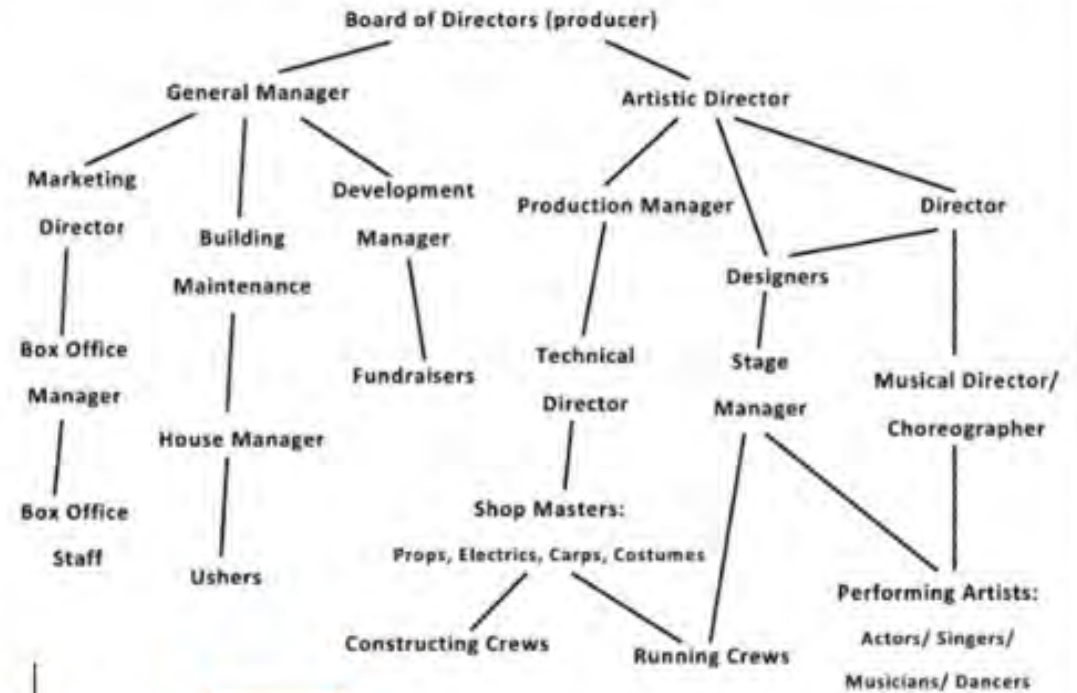 Board of Directors (producer)
General Manager
Artistic Director
Marketing
Director
Building
Maintenance
Development
Manager
Production Manager
Director
Designers
Box Office
Manager
Fundraisers
Technical
Director
Stage
Manager
Musical Director/
Choreographer
House Manager
Box Office
Staff
Ushers
Shop Masters:
Props, Electrics, Carps, Costumes
Constructing Crews
Running Crews
Performing Artists:
Actors/ Singers/
Musicians/ Dancers